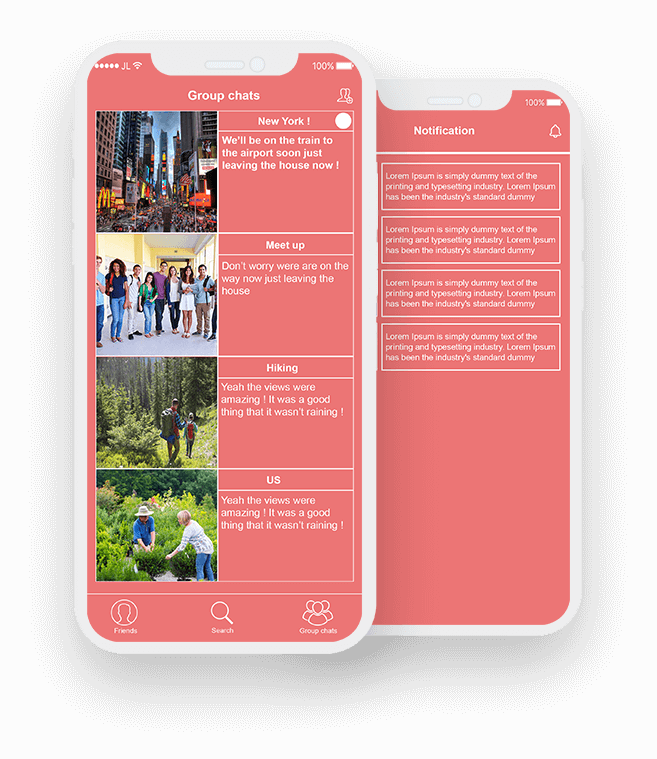 JL 100%
Group chats
New York !
We'll be on the train to
the airport soon just
leaving the house now !
Meet up
Don't worry were are on the
way now just leaving the
house
Hiking
Yeah the views were
amazing ! It was a good
thing that it wasn't raining !
US
Yeah the views were
amazing ! It was a good
thing that it wasn't raining !
Friends
Search
Group chats
100%
Notification
Lorem Ipsum is simply dummy text of the
printing and typesetting industry. Lorem Ipsum
has been the industry's standard dummy
Lorem Ipsum is simply dummy text of the
printing and typesetting industry. Lorem Ipsum
has been the industry's standard dummy
Lorem Ipsum is simply dummy text of the
printing and typesetting industry. Lorem Ipsum
has been the industry's standard dummy
Lorem Ipsum is simply dummy text of the
printing and typesetting industry. Lorem Ipsum
has been the industry's standard dummy